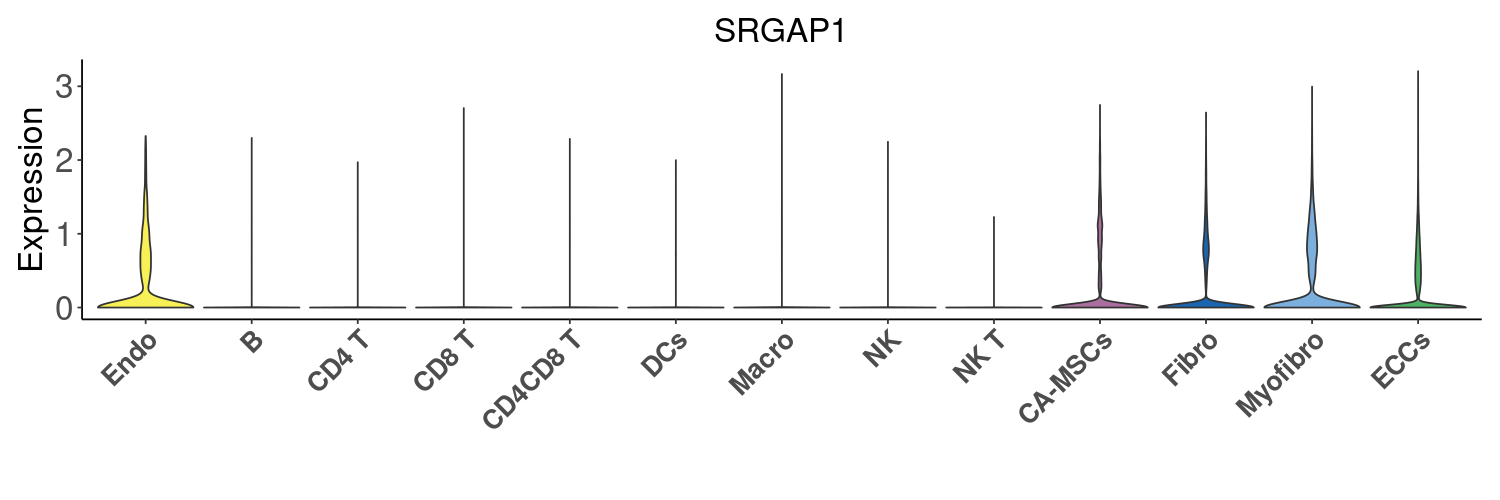 SRGAP1
Expression
3
2
1
0
Endo
B
CD4 T
CD8 T
CD4CD8 T
DCs
Macro
NK
NK T
CA-MSCs
Fibro
Myofibro
ECCs